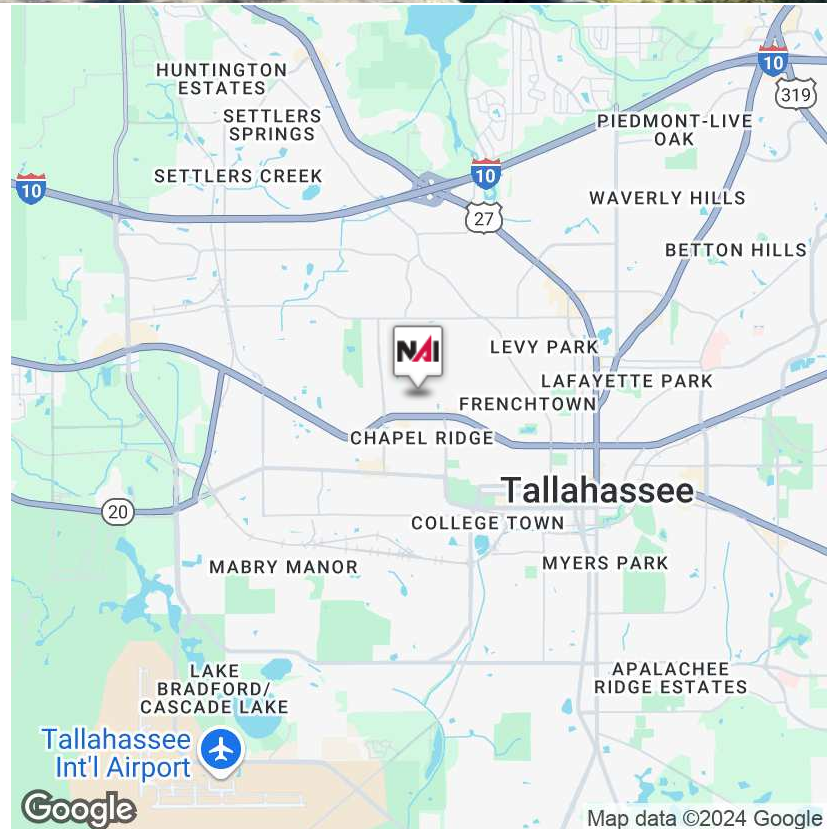 10
319
HUNTINGTON
ESTATES
SETTLERS
SPRINGS
PIEDMONT-LIVE
OAK
SETTLERS CREEK
10
10
WAVERLY HILLS
27
BETTON HILLS
NAI
LEVY PARK
LAFAYETTE PARK
FRENCHTOWN
CHAPEL RIDGE
Tallahassee
20
COLLEGE TOWN
MABRY MANOR
MYERS PARK
LAKE
BRADFORD/
CASCADE LAKE
APALACHEE
RIDGE ESTATES
Tallahassee
Int'l Airport
Google
Map data ©2024 Google